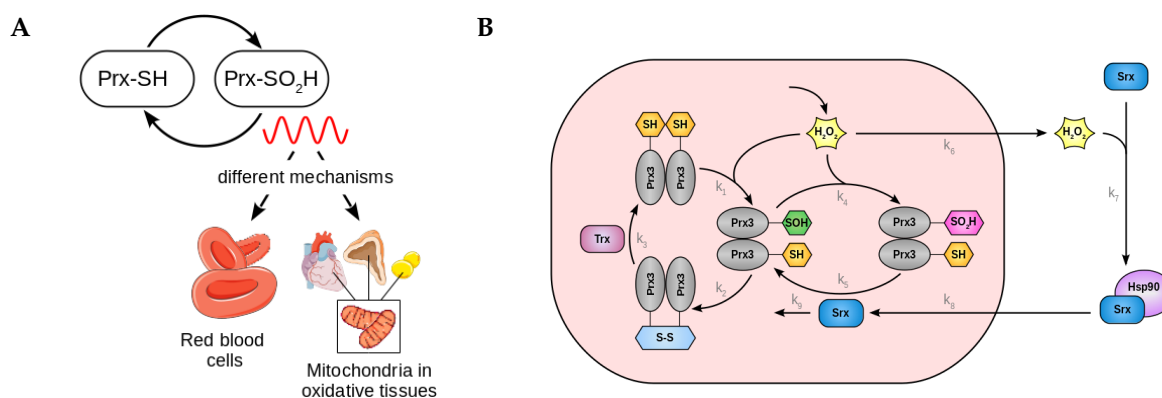 A
Prx-SH
Prx-SO2H
different mechanisms
Red blood
cells
Mitochondria in
oxidative tissues
B
Srx
H2O2
H2O2
k6
k7
SH SH
Prx3 Prx3
k1
k4
Prx3 SOH
Prx3 SH
Prx3 SO2H
Prx3 SH
Trx
k3
k2
k5
Prx3 Prx3
S-S
k9
Srx
k8
Hsp90
Srx